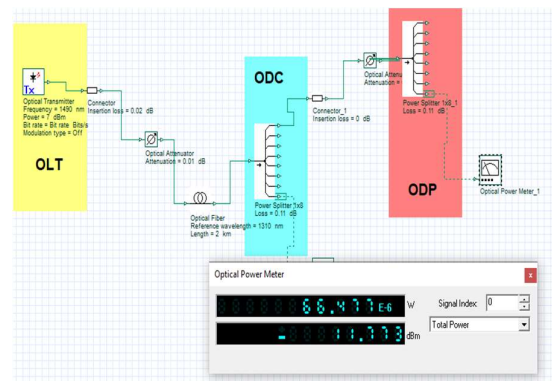 Tx
Optical Transmitter
Frequency = 1490 nm
Power = 7 dBm
Bit rate = Bit rate Bits/s
Modulation type = Off
OLT
Connector
Insertion loss = 0.02 dB
Optical Attenuator
Attenuation = 0.01 dB
Optical Fiber
Reference wavelength = 1310 nm
Length = 2 km
ODC
Power Splitter 1x8
Loss = 0.11 dB
Connector_1
Insertion loss = 0 dB
Optical Attenu
Attenuation =
Power Splitter 1x8_1
Loss = 0.11 dB
ODP
Optical Power Meter_1
Optical Power Meter
x
66.477 E-6 W
Signal Index: 0
- 11.773 dBm
Total Power